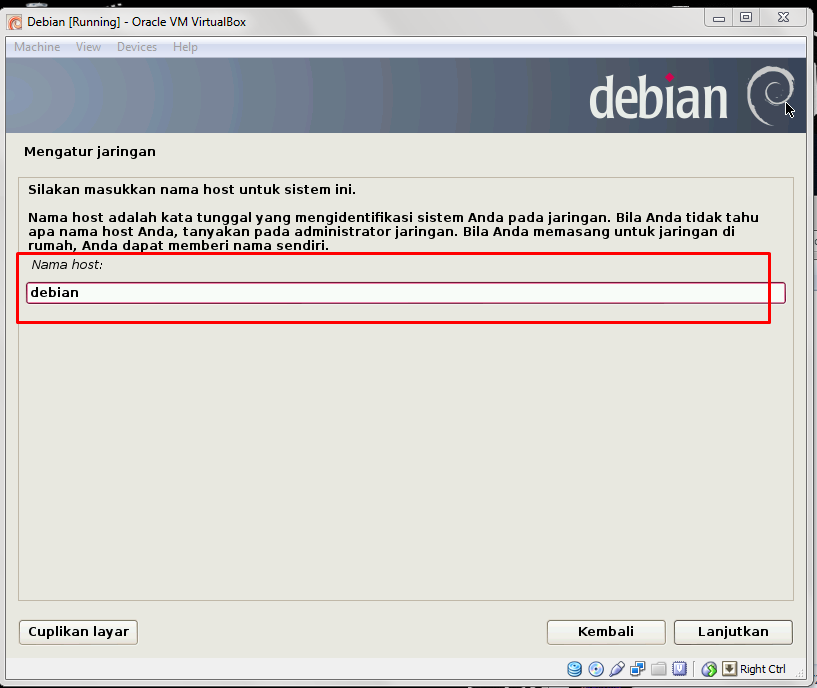 Debian [Running] - Oracle VM VirtualBox
Machine View Devices Help
debian
Mengatur jaringan
Silakan masukkan nama host untuk sistem ini.
Nama host adalah kata tunggal yang mengidentifikasi sistem Anda pada jaringan. Bila Anda tidak tahu
apa nama host Anda, tanyakan pada administrator jaringan. Bila Anda memasang untuk jaringan di
rumah, Anda dapat memberi nama sendiri.
Nama host:
debian
Cuplikan layar
Kembali
Lanjutkan
Right Ctrl